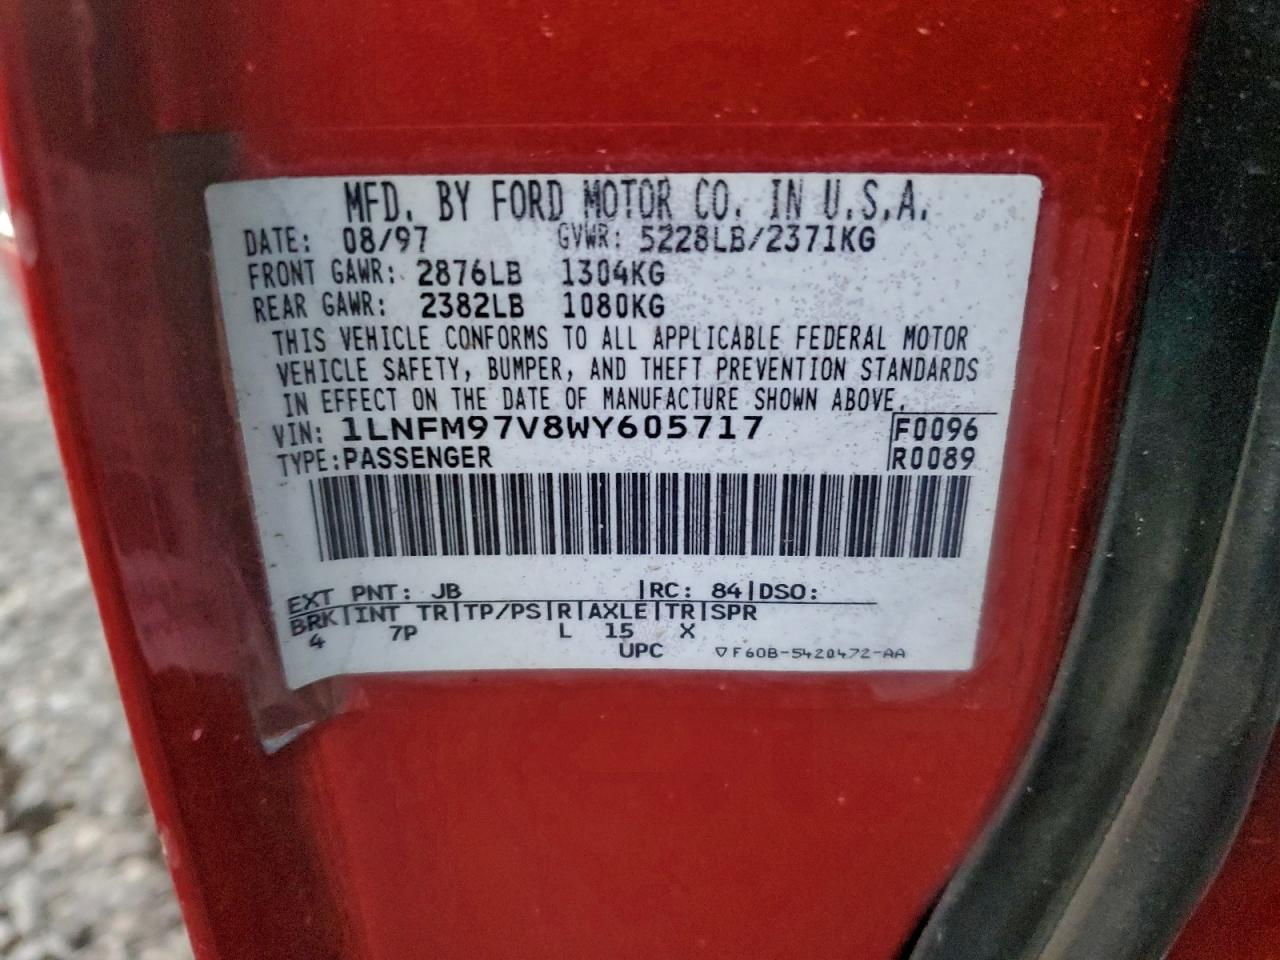 MFD. BY FORD MOTOR CO. IN U.S.A.
DATE: 08/97 GVWR: 5228LB/2371KG
FRONT GAWR: 2876LB 1304KG
REAR GAWR: 2382LB 1080KG
THIS VEHICLE CONFORMS TO ALL APPLICABLE FEDERAL MOTOR
VEHICLE SAFETY, BUMPER, AND THEFT PREVENTION STANDARDS
IN EFFECT ON THE DATE OF MANUFACTURE SHOWN ABOVE.
VIN: 1LNFM97V8WY605717 F0096
TYPE: PASSENGER R0089
EXT PNT: JB |RC: 84|DSO:
BRK|INT TR|TP/PS|R|AXLE|TR|SPR
4 7P L 15 X
UPC ▽F60B-5420472-AA